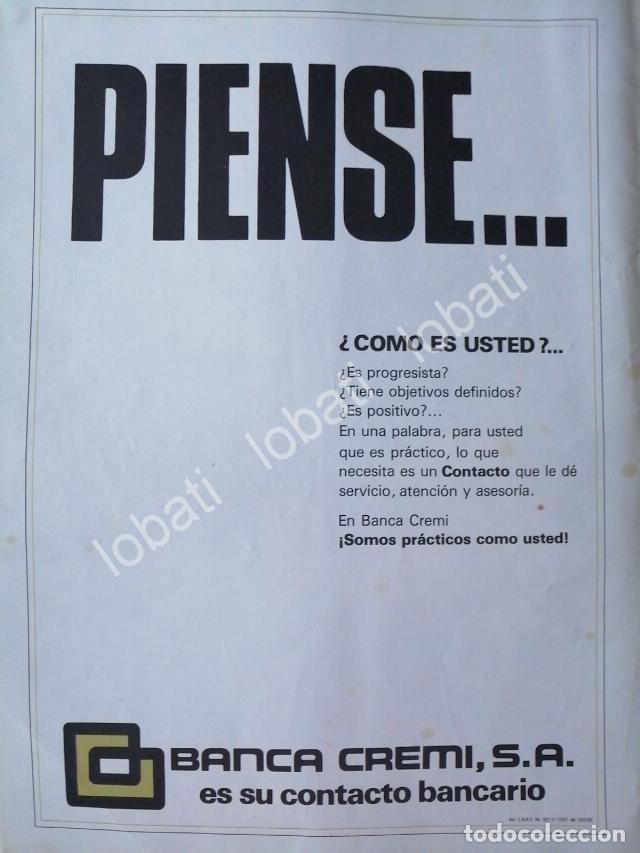 PIENSE...
¿COMO ES USTED?...
¿Es progresista?
¿Tiene objetivos definidos?
¿Es positivo?...
En una palabra, para usted
que es práctico, lo que
necesita es un Contacto que le dé
servicio, atención y asesoría.
En Banca Cremi
¡Somos prácticos como usted!
lobati lobati lobati
BANCA CREMI, S.A.
es su contacto bancario
todocoleccion